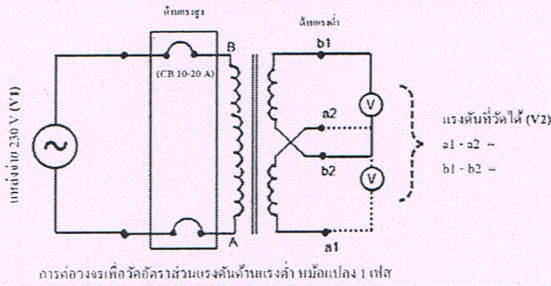 ด้านแรงสูง
ด้านแรงต่ำ
B
b1
(CB 10-20 A)
V
แหล่งจ่าย 230 V (V1)
a2
b2
แรงดันที่วัดได้ (V2)
a1 - a2 =
b1 - b2 =
V
A
a1
การต่อวงจรเพื่อวัดอัตราส่วนแรงดันด้านแรงต่ำ หม้อแปลง 1 เฟส